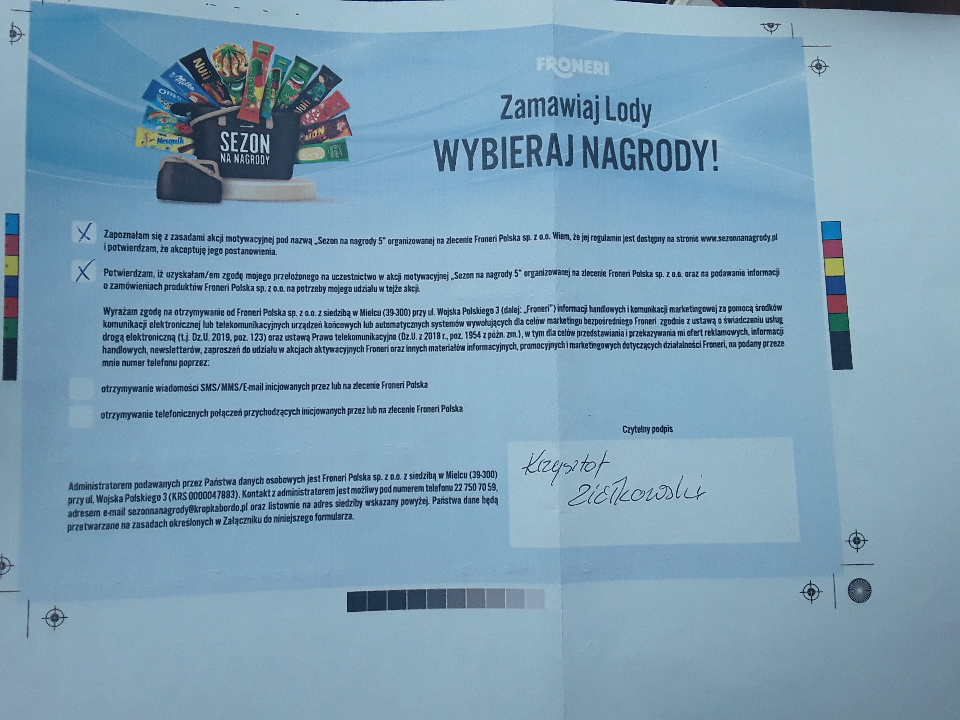 FRONERI
Zamawiaj Lody
WYBIERAJ NAGRODY!
Nuii
Milka
Nuii
LION
Nesquik
SEZON
NA NAGRODY
X Zapoznałam się z zasadami akcji motywacyjnej pod nazwą „Sezon na nagrody 5” organizowanej na zlecenie Froneri Polska sp. z o.o. Wiem, że jej regulamin jest dostępny na stronie www.sezonnanagrody.pl
i potwierdzam, że akceptuję jego postanowienia.
X Potwierdzam, iż uzyskałam/em zgodę mojego przełożonego na uczestnictwo w akcji motywacyjnej „Sezon na nagrody 5” organizowanej na zlecenie Froneri Polska sp. z o.o. oraz na podawanie informacji
o zamówieniach produktów Froneri Polska sp. z o.o. na potrzeby mojego udziału w tejże akcji.
Wyrażam zgodę na otrzymywanie od Froneri Polska sp. z o.o. z siedzibą w Mielcu (39-300) przy ul. Wojska Polskiego 3 (dalej: „Froneri”) informacji handlowych i komunikacji marketingowej za pomocą środków
komunikacji elektronicznej lub telekomunikacyjnych urządzeń końcowych lub automatycznych systemów wywołujących dla celów marketingu bezpośredniego Froneri zgodnie z ustawą o świadczeniu usług
drogą elektroniczną (t.j. Dz.U. 2019, poz. 123) oraz ustawą Prawo telekomunikacyjne (Dz.U. z 2018 r., poz. 1954 z późn. zm.), w tym dla celów przedstawiania i przekazywania mi ofert reklamowych, informacji
handlowych, newsletterów, zaproszeń do udziału w akcjach aktywacyjnych Froneri oraz innych materiałów informacyjnych, promocyjnych i marketingowych dotyczących działalności Froneri, na podany przeze
mnie numer telefonu poprzez:
otrzymywanie wiadomości SMS/MMS/E-mail inicjowanych przez lub na zlecenie Froneri Polska
otrzymywanie telefonicznych połączeń przychodzących inicjowanych przez lub na zlecenie Froneri Polska
Czytelny podpis
Krzysztof
Ziółkowski
Administratorem podawanych przez Państwa danych osobowych jest Froneri Polska sp. z o.o. z siedzibą w Mielcu (39-300)
przy ul. Wojska Polskiego 3 (KRS 0000047883). Kontakt z administratorem jest możliwy pod numerem telefonu 22 750 70 59,
adresem e-mail sezonnanagrody@kropkabordo.pl oraz listownie na adres siedziby wskazany powyżej. Państwa dane będą
przetwarzane na zasadach określonych w Załączniku do niniejszego formularza.